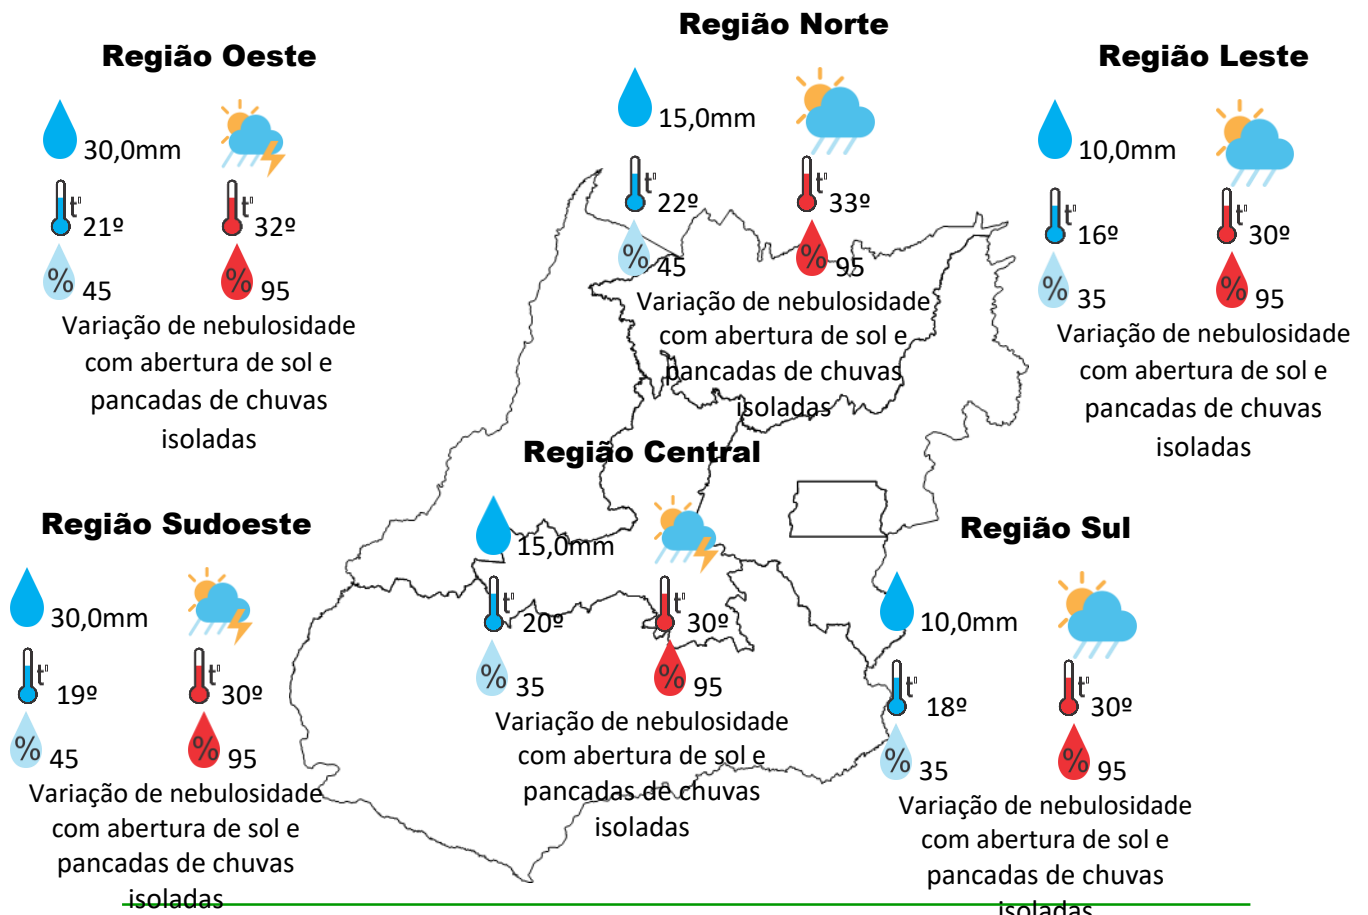 Região Oeste
30,0mm
t°
21º
t°
32º
%
45
%
95
Variação de nebulosidade
com abertura de sol e
pancadas de chuvas
isoladas
Região Norte
15,0mm
t°
22º
t°
33º
%
45
%
95
Variação de nebulosidade
com abertura de sol e
pancadas de chuvas
isoladas
Região Leste
10,0mm
t°
16º
t°
30º
%
35
%
95
Variação de nebulosidade
com abertura de sol e
pancadas de chuvas
isoladas
Região Central
15,0mm
t°
20º
t°
30º
%
35
%
95
Variação de nebulosidade
com abertura de sol e
pancadas de chuvas
isoladas
Região Sudoeste
30,0mm
t°
19º
t°
30º
%
45
%
95
Variação de nebulosidade
com abertura de sol e
pancadas de chuvas
isoladas
Região Sul
10,0mm
t°
18º
t°
30º
%
35
%
95
Variação de nebulosidade
com abertura de sol e
pancadas de chuvas
isoladas